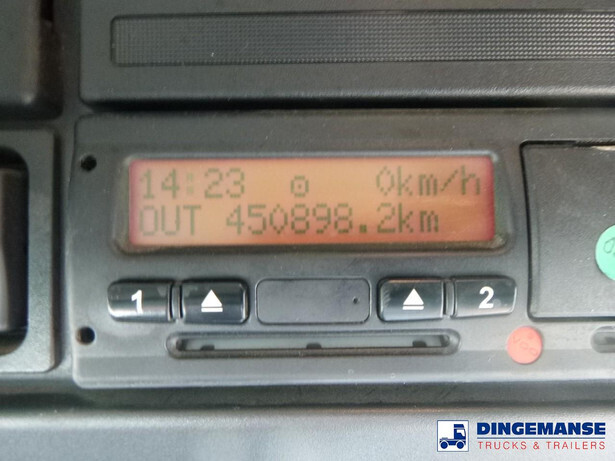 14:23 0km/h
OUT 450898.2km
1 2
DINGEMANSE
TRUCKS & TRAILERS